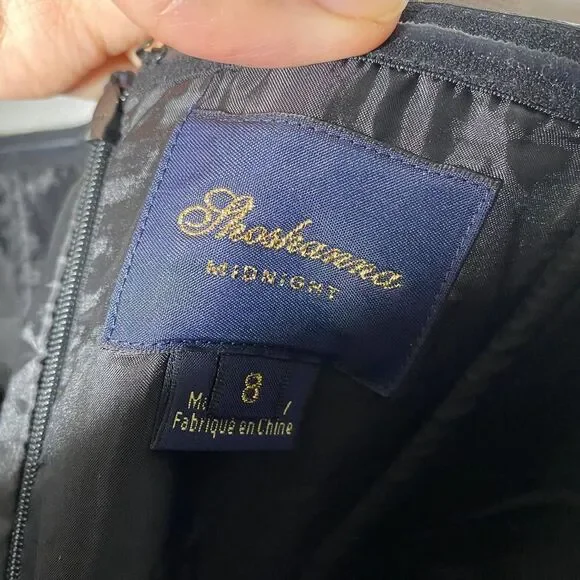 Shoshanna
MIDNIGHT
8
Fabriqué en Chine